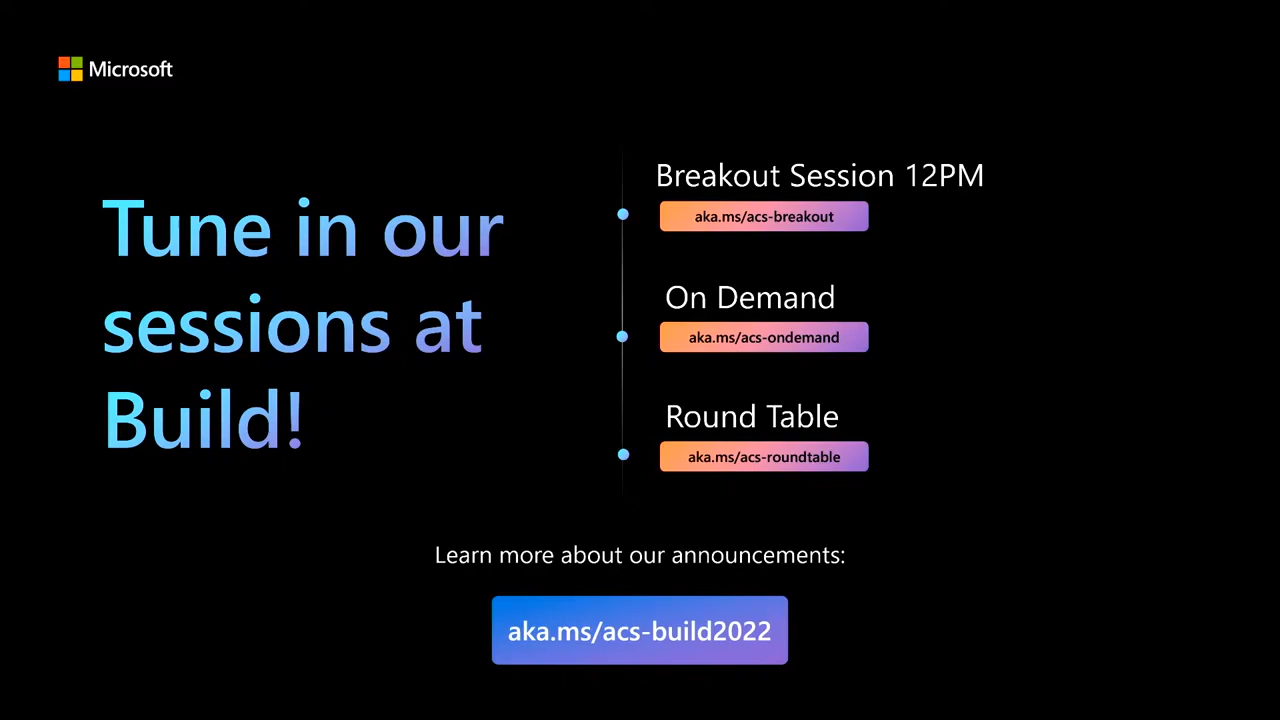 Microsoft
Tune in our
sessions at
Build!
Breakout Session 12PM
aka.ms/acs-breakout
On Demand
aka.ms/acs-ondemand
Round Table
aka.ms/acs-roundtable
Learn more about our announcements:
aka.ms/acs-build2022